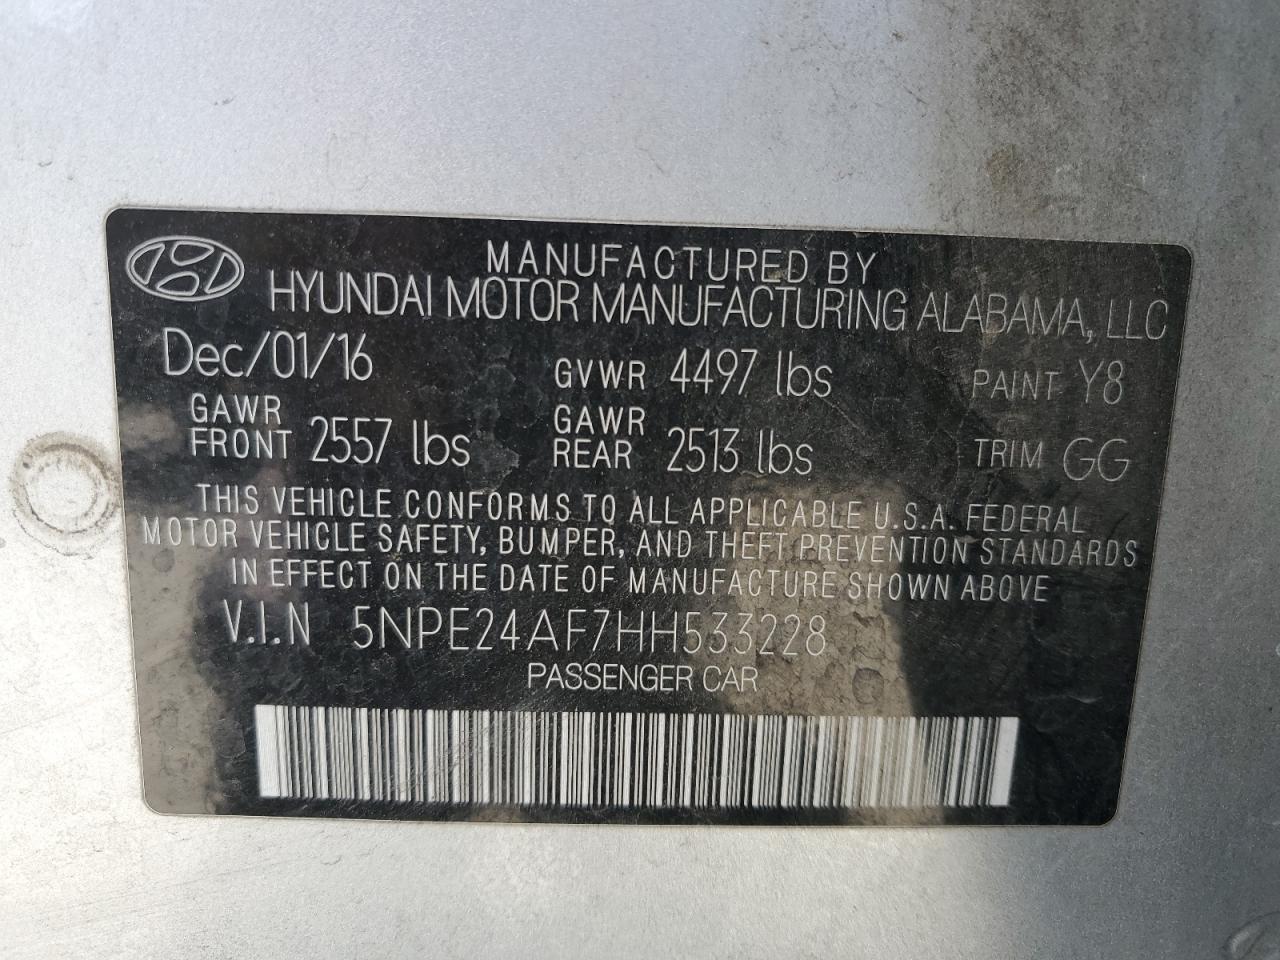 MANUFACTURED BY
HYUNDAI MOTOR MANUFACTURING ALABAMA, LLC
Dec/01/16 GVWR 4497 lbs PAINT Y8
GAWR FRONT 2557 lbs GAWR REAR 2513 lbs TRIM GG
THIS VEHICLE CONFORMS TO ALL APPLICABLE U.S.A. FEDERAL
MOTOR VEHICLE SAFETY, BUMPER, AND THEFT PREVENTION STANDARDS
IN EFFECT ON THE DATE OF MANUFACTURE SHOWN ABOVE
V.I.N 5NPE24AF7HH533228
PASSENGER CAR